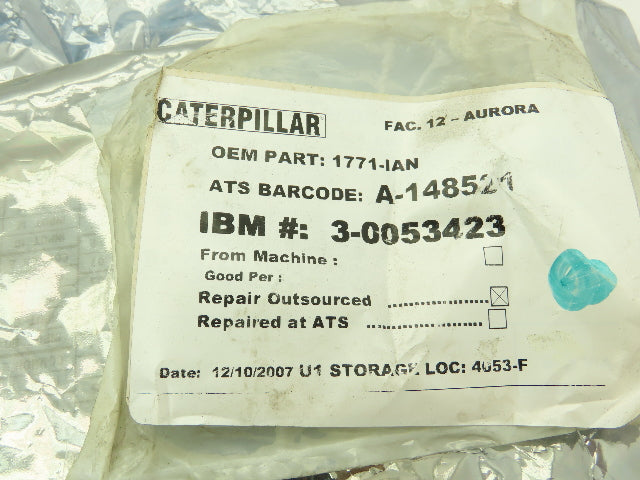 CATERPILLAR
FAC. 12 - AURORA
OEM PART: 1771-IAN
ATS BARCODE: A-148521
IBM #: 3-0053423
From Machine :
Good Per :
Repair Outsourced
Repaired at ATS
Date: 12/10/2007 U1 STORAGE LOC: 4053-F